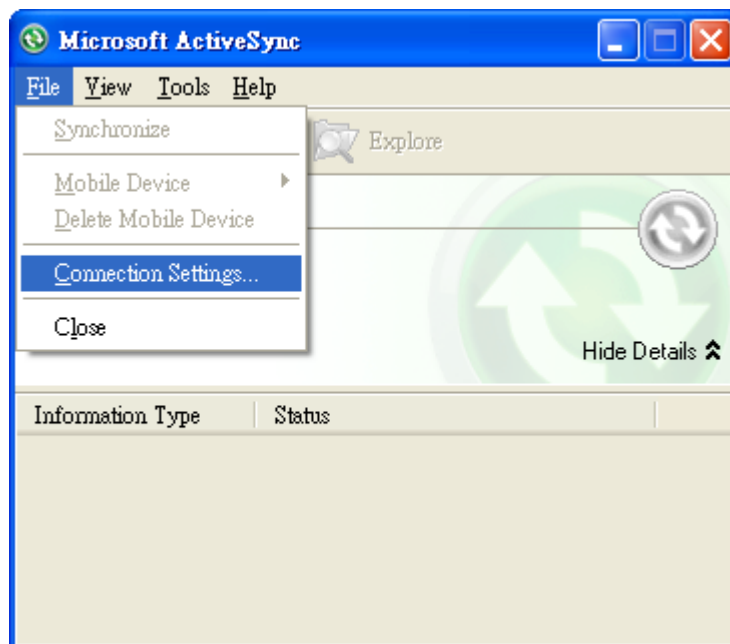 Microsoft ActiveSync
File View Tools Help
Synchronize
Explore
Mobile Device
Delete Mobile Device
Connection Settings...
Close
Hide Details
Information Type Status